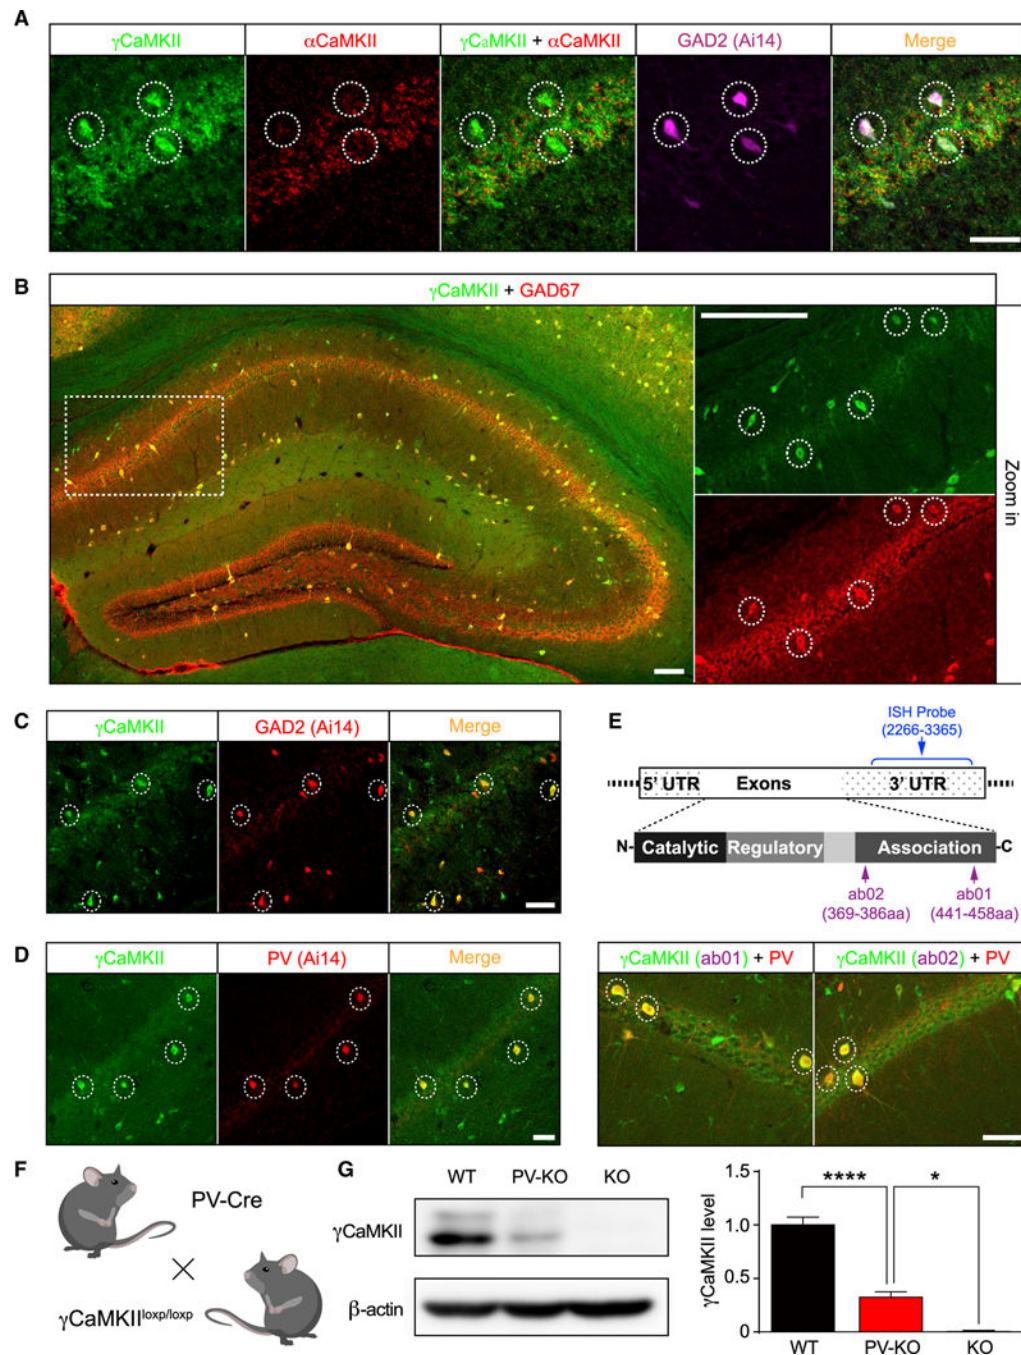 A
γCaMKII
αCaMKII
γCaMKII + αCaMKII
GAD2 (Ai14)
Merge
B
γCaMKII + GAD67
Zoom in
C
γCaMKII
GAD2 (Ai14)
Merge
E
ISH Probe
(2266-3365)
5' UTR
Exons
3' UTR
N-
Catalytic
Regulatory
Association
-C
ab02
(369-386aa)
ab01
(441-458aa)
D
γCaMKII
PV (Ai14)
Merge
γCaMKII (ab01) + PV
γCaMKII (ab02) + PV
F
PV-Cre
×
γCaMKIIloxp/loxp
G
WT
PV-KO
KO
γCaMKII
β-actin
γCaMKII level
1.5
1.0
0.5
0
****
*
WT
PV-KO
KO